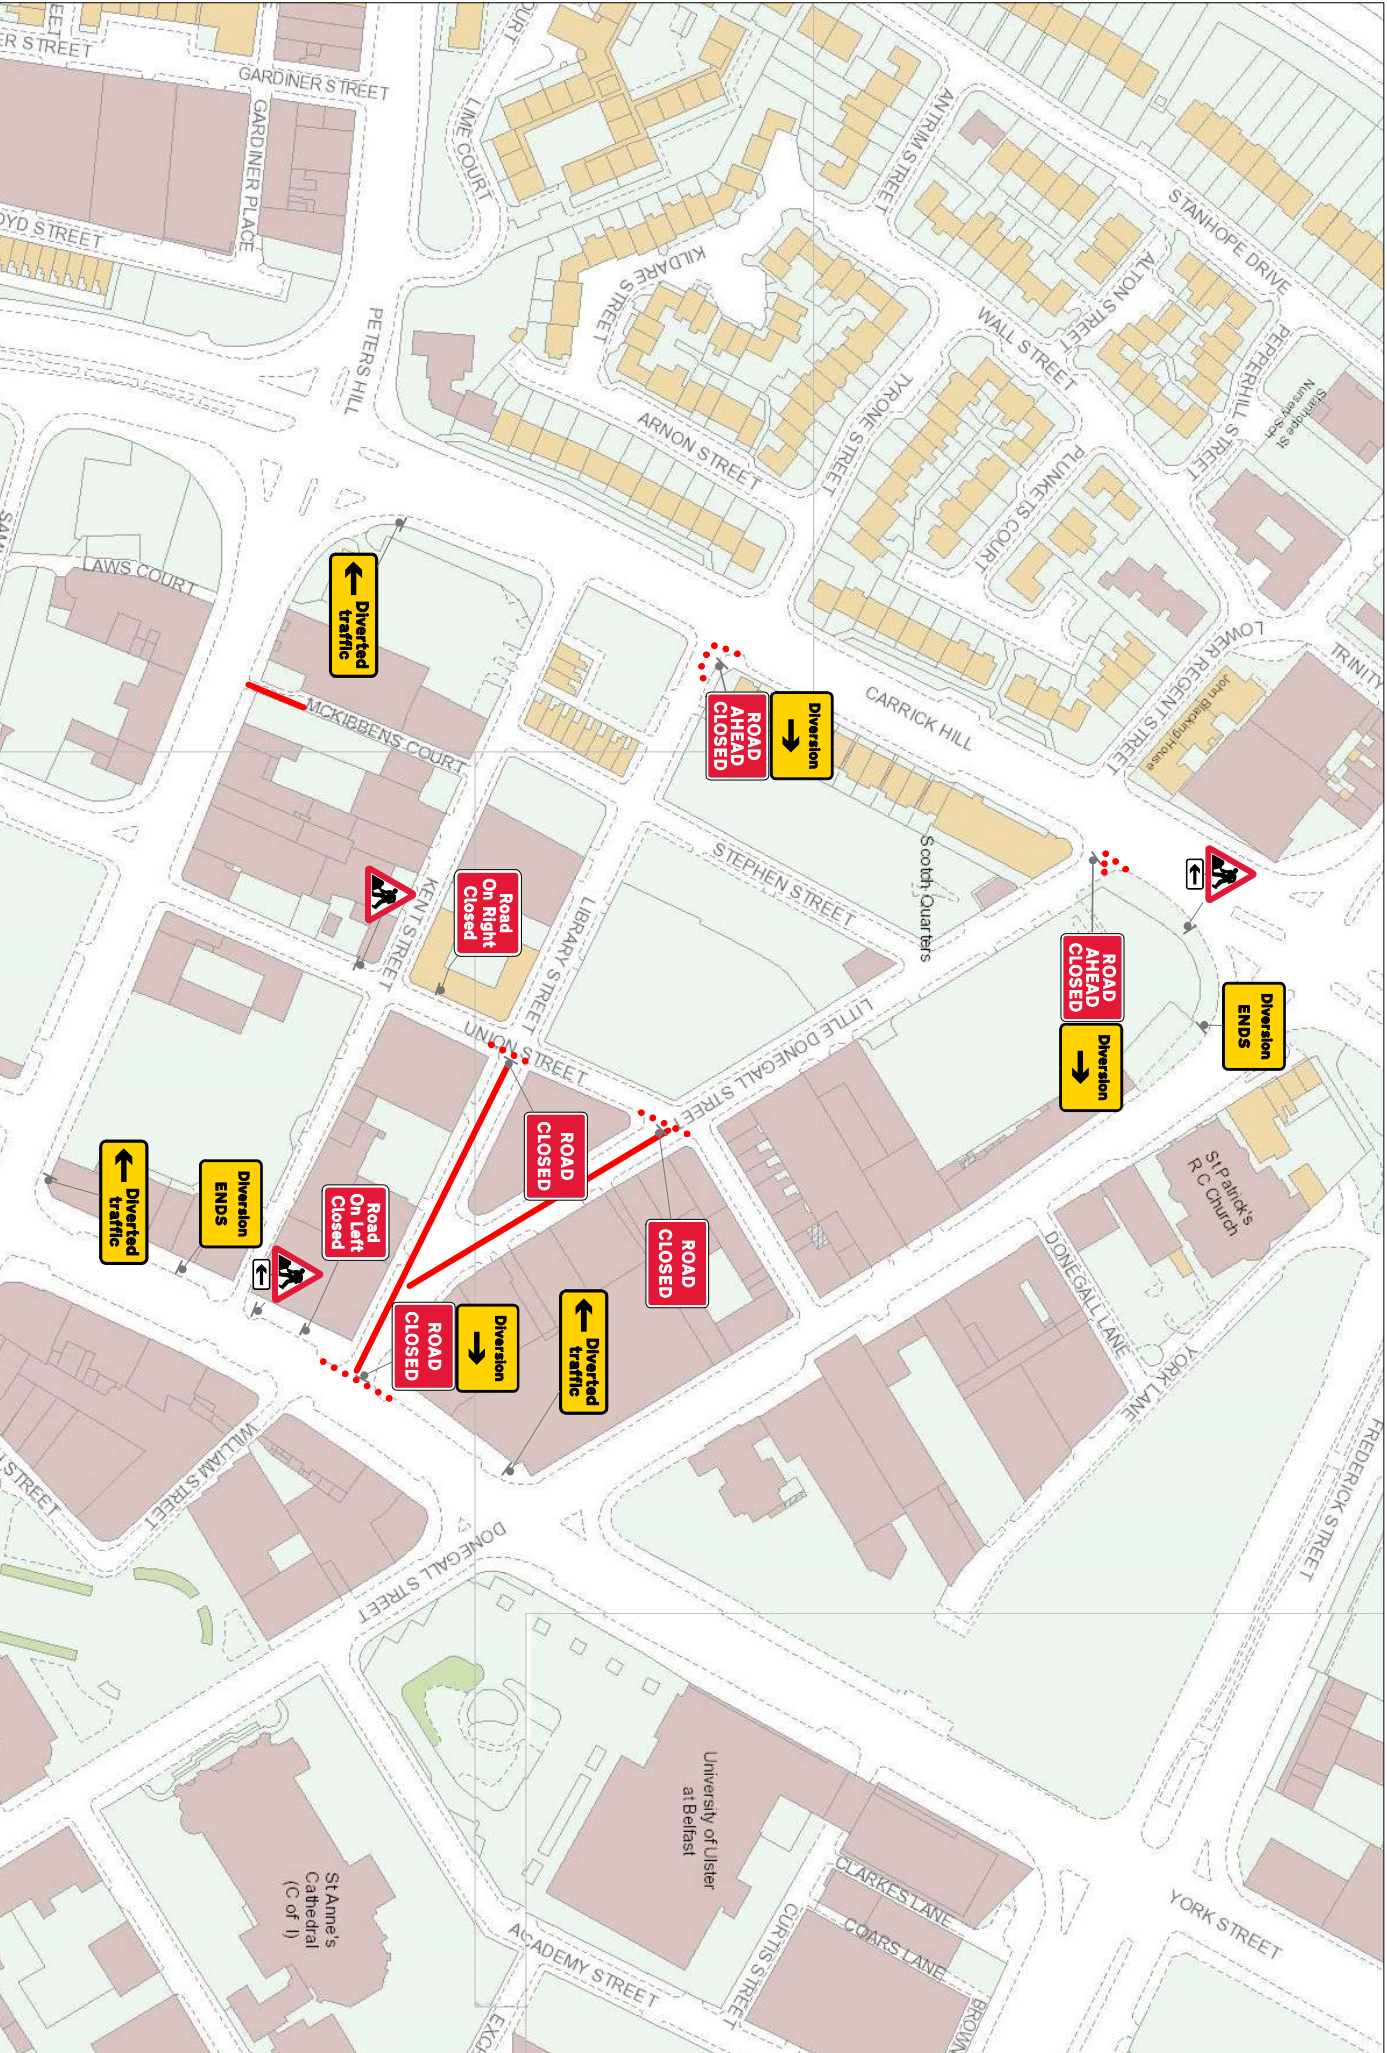 ER STREET
GARDINER STREET
GARDINER PLACE
OYD STREET
LIME COURT
PETERS HILL
ANTRIM STREET
STANHOPE DRIVE
KILDARE STREET
ALTON STREET
WALL STREET
PEPPERHILL STREET
Stanhope St
Nursery Sch
TYRONE STREET
ARNON STREET
PLUNKETS COURT
LOWER REGENT STREET
TRINITY
John Blacking House
CARRICK HILL
LAWS COURT
MCKIBBENS COURT
Diverted
traffic
ROAD
AHEAD
CLOSED
Diversion
Scotch Quarters
STEPHEN STREET
KENT STREET
LIBRARY STREET
Road
On Right
Closed
UNION STREET
LITTLE DONEGALL STREET
ROAD
AHEAD
CLOSED
Diversion
Diversion
ENDS
ROAD
CLOSED
ROAD
CLOSED
Diverted
traffic
Diversion
ENDS
Road
On Left
Closed
ROAD
CLOSED
Diversion
Diverted
traffic
St Patrick's
R C Church
DONEGALL LANE
YORK LANE
FREDERICK STREET
WILLIAM STREET
DONEGALL STREET
University of Ulster
at Belfast
St Anne's
Cathedral
(C of I)
CLARKES LANE
COARS LANE
CURTIS STREET
YORK STREET
ACADEMY STREET
EXCH
BROWN